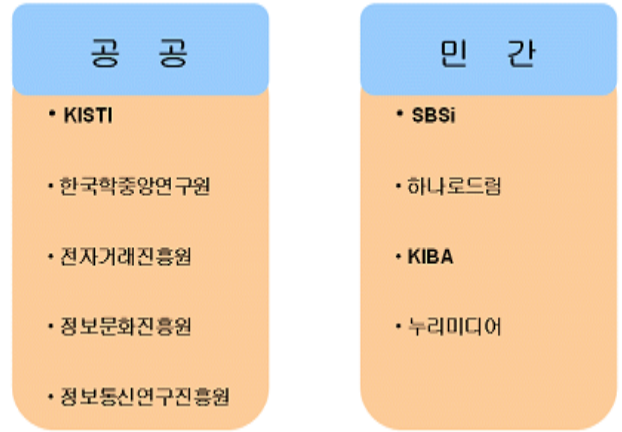 공 공
• KISTI
• 한국학중앙연구원
• 전자거래진흥원
• 정보문화진흥원
• 정보통신연구진흥원
민 간
• SBSi
• 하나로드림
• KIBA
• 누리미디어